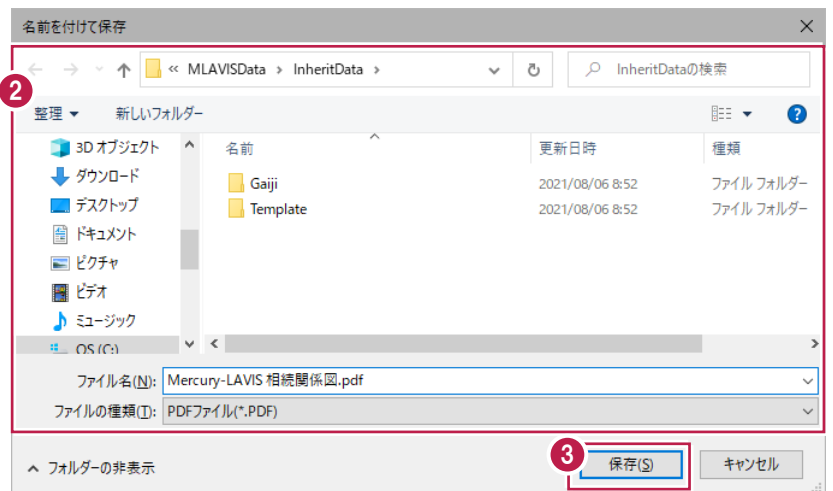 名前を付けて保存
2
« MLAVISData › InheritData ›
InheritDataの検索
整理 新しいフォルダー
?
名前 更新日時 種類
3D オブジェクト
ダウンロード
デスクトップ
ドキュメント
ピクチャ
ビデオ
ミュージック
OS (C:)
Gaiji 2021/08/06 8:52 ファイル フォルダー
Template 2021/08/06 8:52 ファイル フォルダー
ファイル名(N): Mercury-LAVIS 相続関係図.pdf
ファイルの種類(T): PDFファイル(*.PDF)
フォルダーの非表示
3
保存(S)
キャンセル